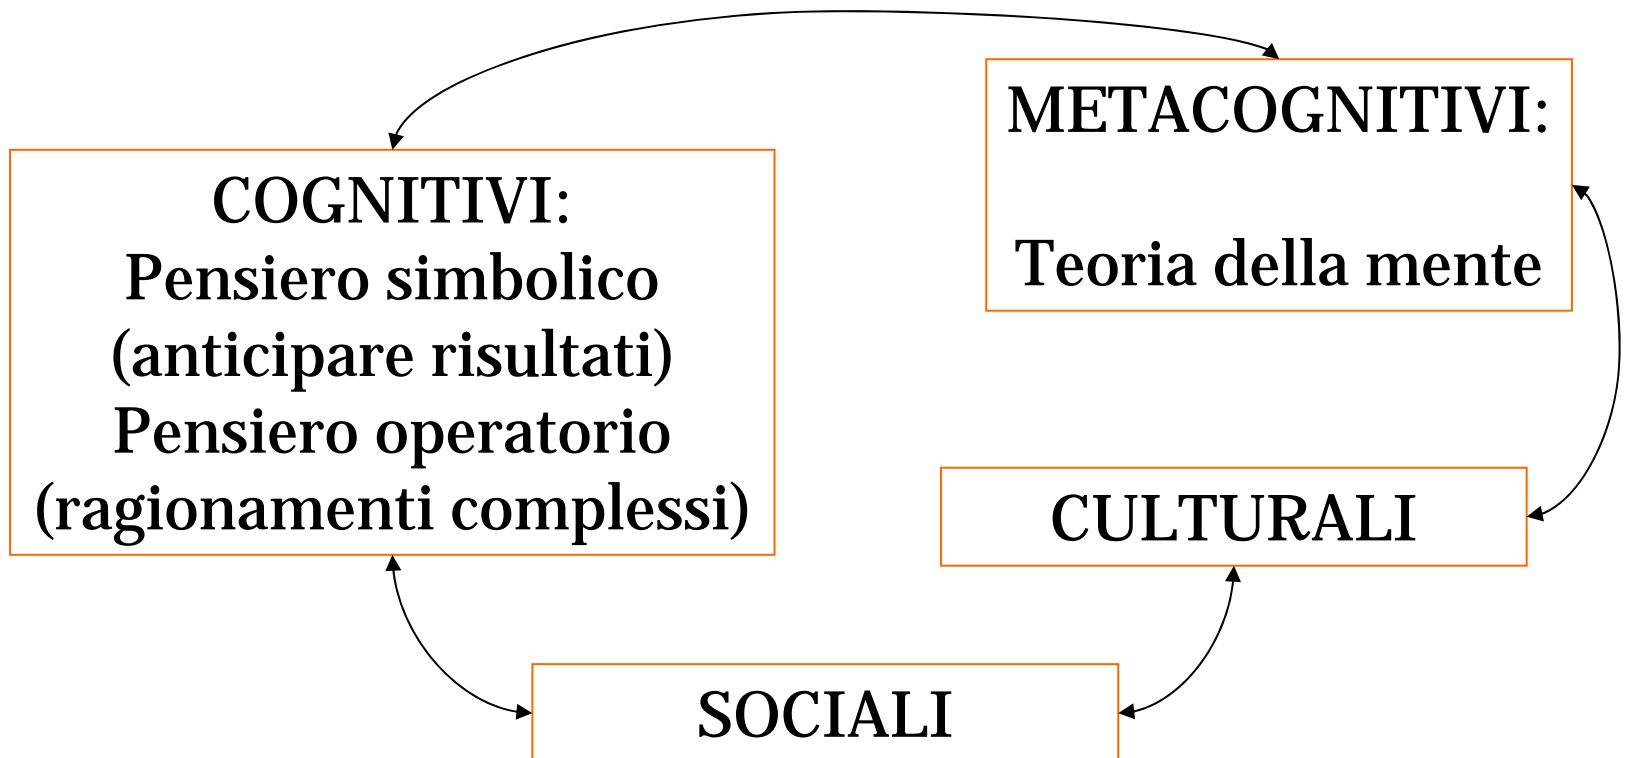 METACOGNITIVI:
Teoria della mente
COGNITIVI:
Pensiero simbolico
(anticipare risultati)
Pensiero operatorio
(ragionamenti complessi)
CULTURALI
SOCIALI